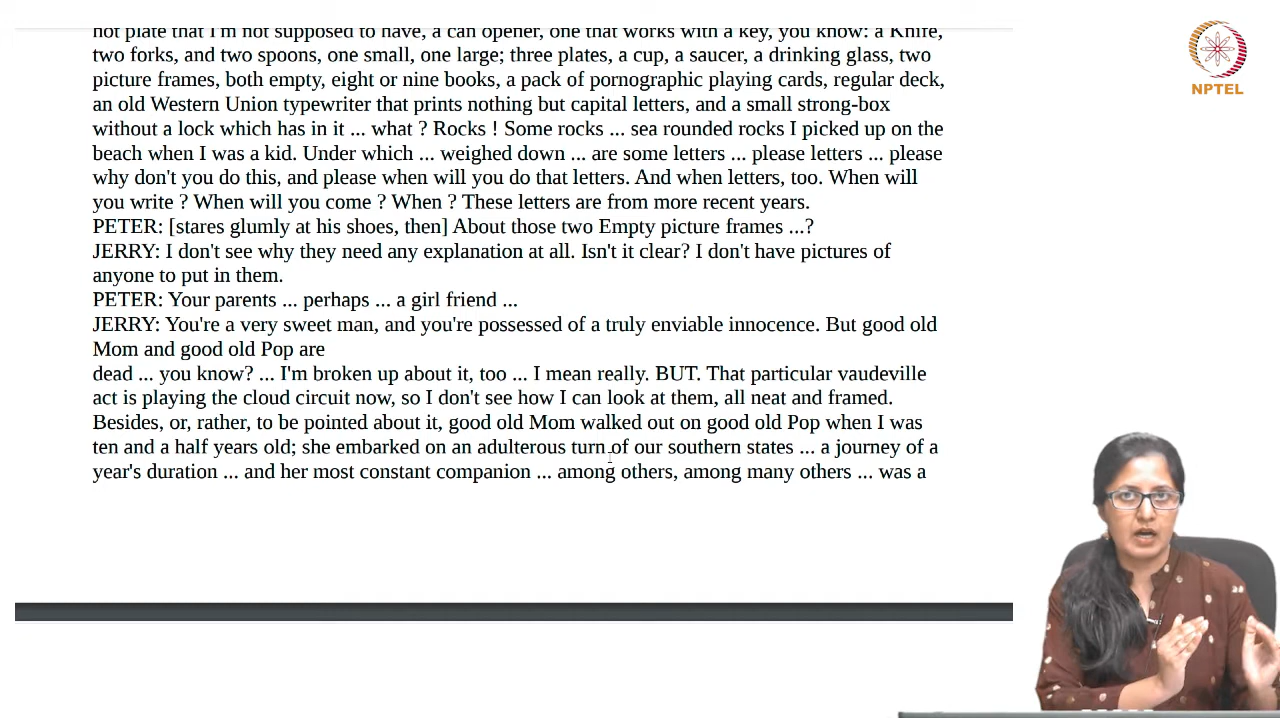 hot plate that I'm not supposed to have, a can opener, one that works with a key, you know: a Knife,
two forks, and two spoons, one small, one large; three plates, a cup, a saucer, a drinking glass, two
picture frames, both empty, eight or nine books, a pack of pornographic playing cards, regular deck,
an old Western Union typewriter that prints nothing but capital letters, and a small strong-box
without a lock which has in it ... what ? Rocks ! Some rocks ... sea rounded rocks I picked up on the
beach when I was a kid. Under which ... weighed down ... are some letters ... please letters ... please
why don't you do this, and please when will you do that letters. And when letters, too. When will
you write ? When will you come ? When ? These letters are from more recent years.
PETER: [stares glumly at his shoes, then] About those two Empty picture frames ...?
JERRY: I don't see why they need any explanation at all. Isn't it clear? I don't have pictures of
anyone to put in them.
PETER: Your parents ... perhaps ... a girl friend ...
JERRY: You're a very sweet man, and you're possessed of a truly enviable innocence. But good old
Mom and good old Pop are
dead ... you know? ... I'm broken up about it, too ... I mean really. BUT. That particular vaudeville
act is playing the cloud circuit now, so I don't see how I can look at them, all neat and framed.
Besides, or, rather, to be pointed about it, good old Mom walked out on good old Pop when I was
ten and a half years old; she embarked on an adulterous turn of our southern states ... a journey of a
year's duration ... and her most constant companion ... among others, among many others ... was a
NPTEL